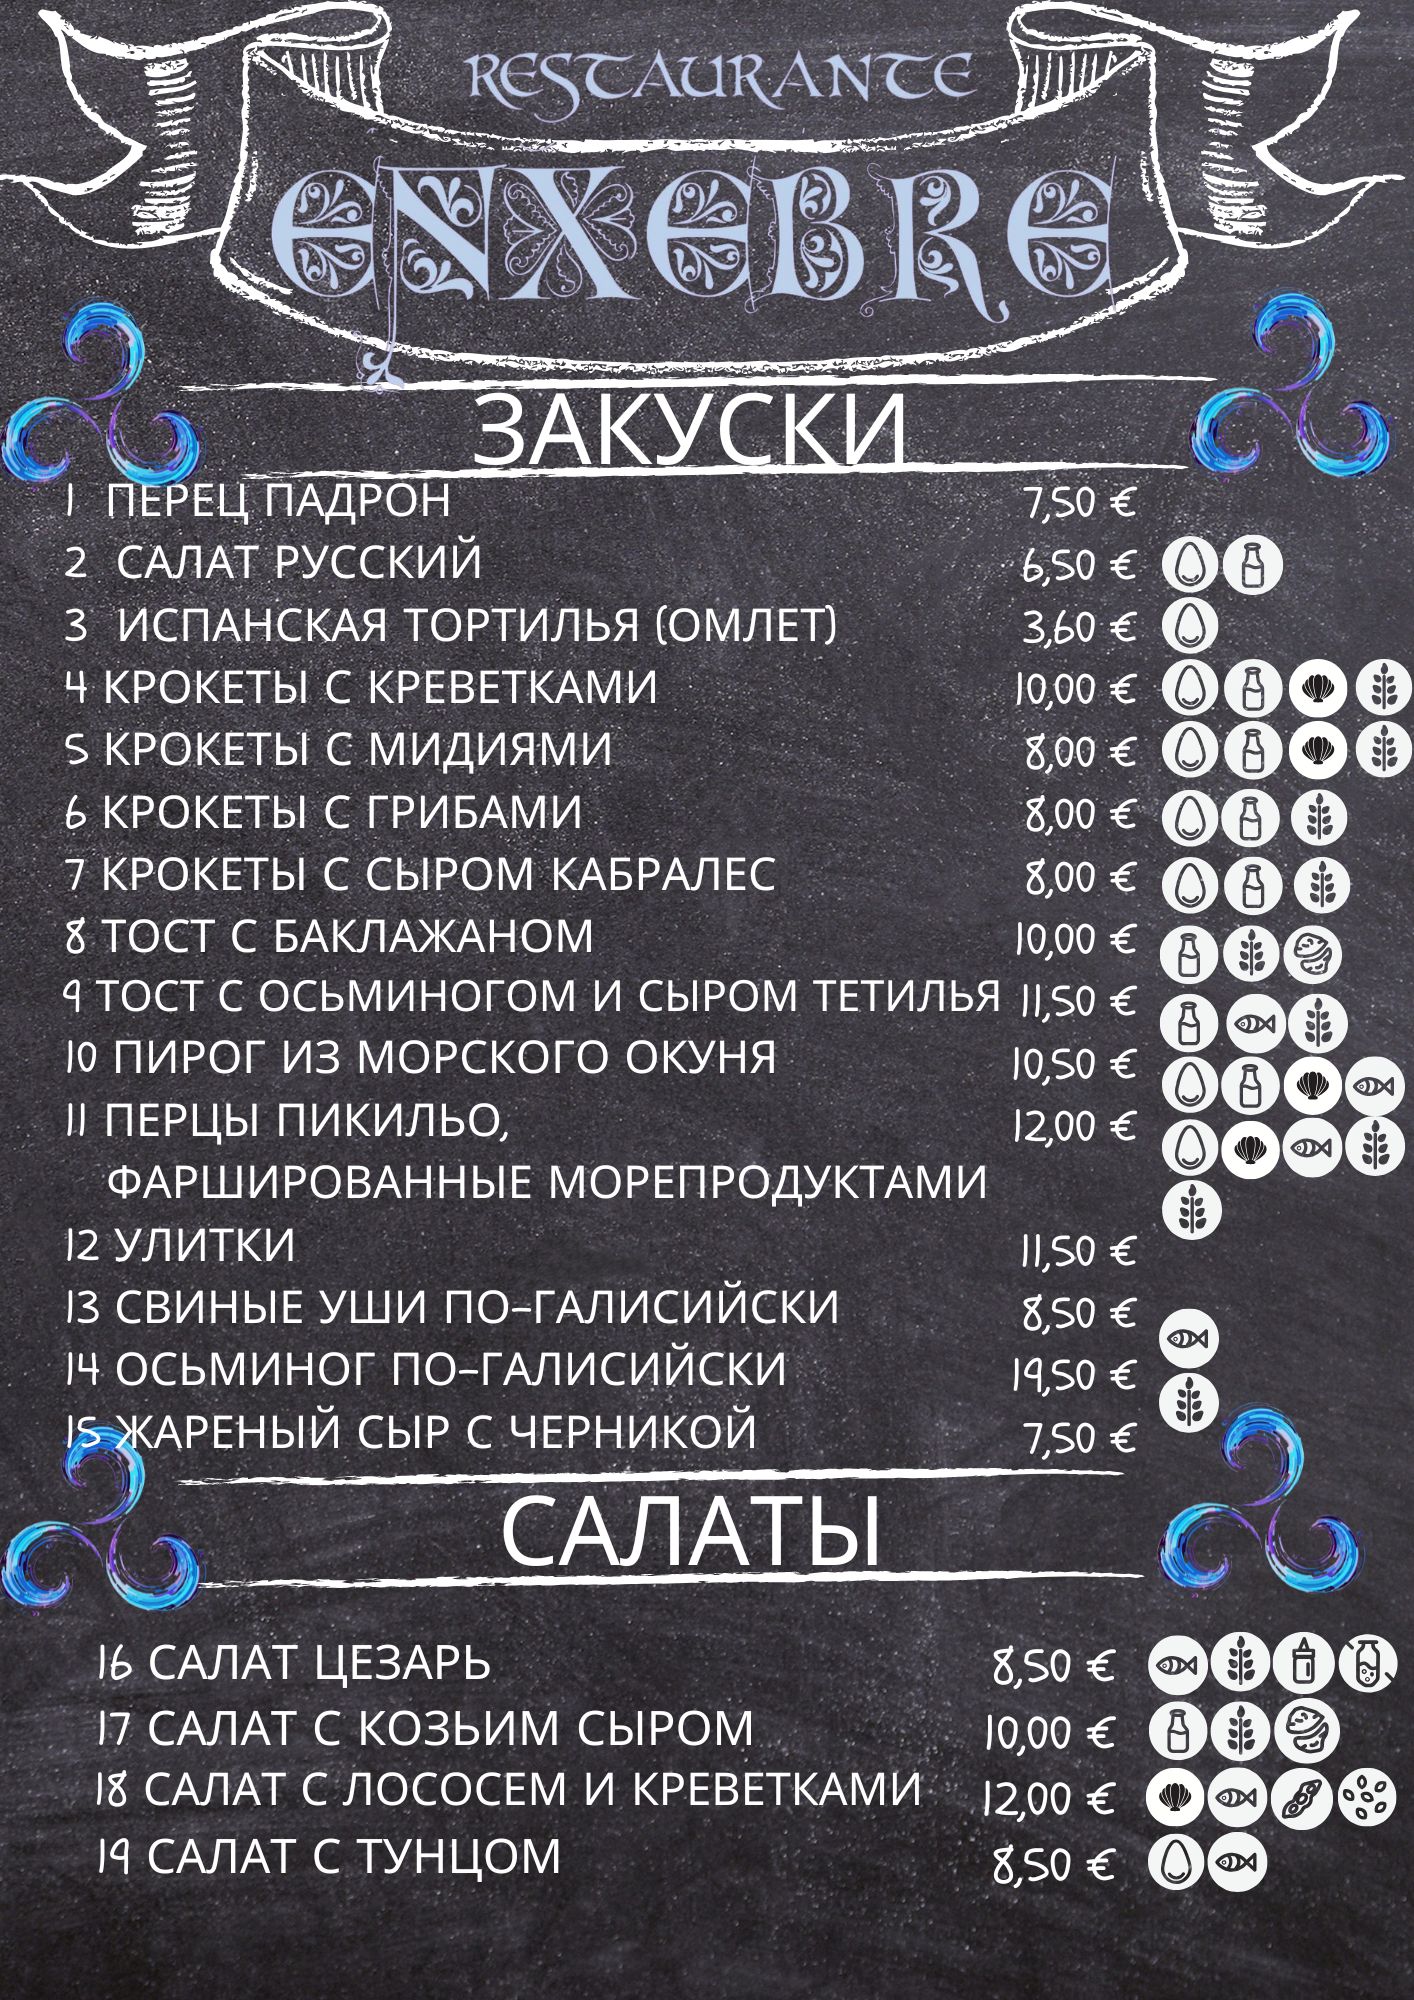 RESTAURANTE
ENXEBRE
ЗАКУСКИ
1 ПЕРЕЦ ПАДРОН 7,50 €
2 САЛАТ РУССКИЙ 6,50 €
3 ИСПАНСКАЯ ТОРТИЛЬЯ (ОМЛЕТ) 3,60 €
4 КРОКЕТЫ С КРЕВЕТКАМИ 10,00 €
5 КРОКЕТЫ С МИДИЯМИ 8,00 €
6 КРОКЕТЫ С ГРИБАМИ 8,00 €
7 КРОКЕТЫ С СЫРОМ КАБРАЛЕС 8,00 €
8 ТОСТ С БАКЛАЖАНОМ 10,00 €
9 ТОСТ С ОСЬМИНОГОМ И СЫРОМ ТЕТИЛЬЯ 11,50 €
10 ПИРОГ ИЗ МОРСКОГО ОКУНЯ 10,50 €
11 ПЕРЦЫ ПИКИЛЬО, 12,00 €
ФАРШИРОВАННЫЕ МОРЕПРОДУКТАМИ
12 УЛИТКИ 11,50 €
13 СВИНЫЕ УШИ ПО-ГАЛИСИЙСКИ 8,50 €
14 ОСЬМИНОГ ПО-ГАЛИСИЙСКИ 19,50 €
15 ЖАРЕНЫЙ СЫР С ЧЕРНИКОЙ 7,50 €
САЛАТЫ
16 САЛАТ ЦЕЗАРЬ 8,50 €
17 САЛАТ С КОЗЬИМ СЫРОМ 10,00 €
18 САЛАТ С ЛОСОСЕМ И КРЕВЕТКАМИ 12,00 €
19 САЛАТ С ТУНЦОМ 8,50 €